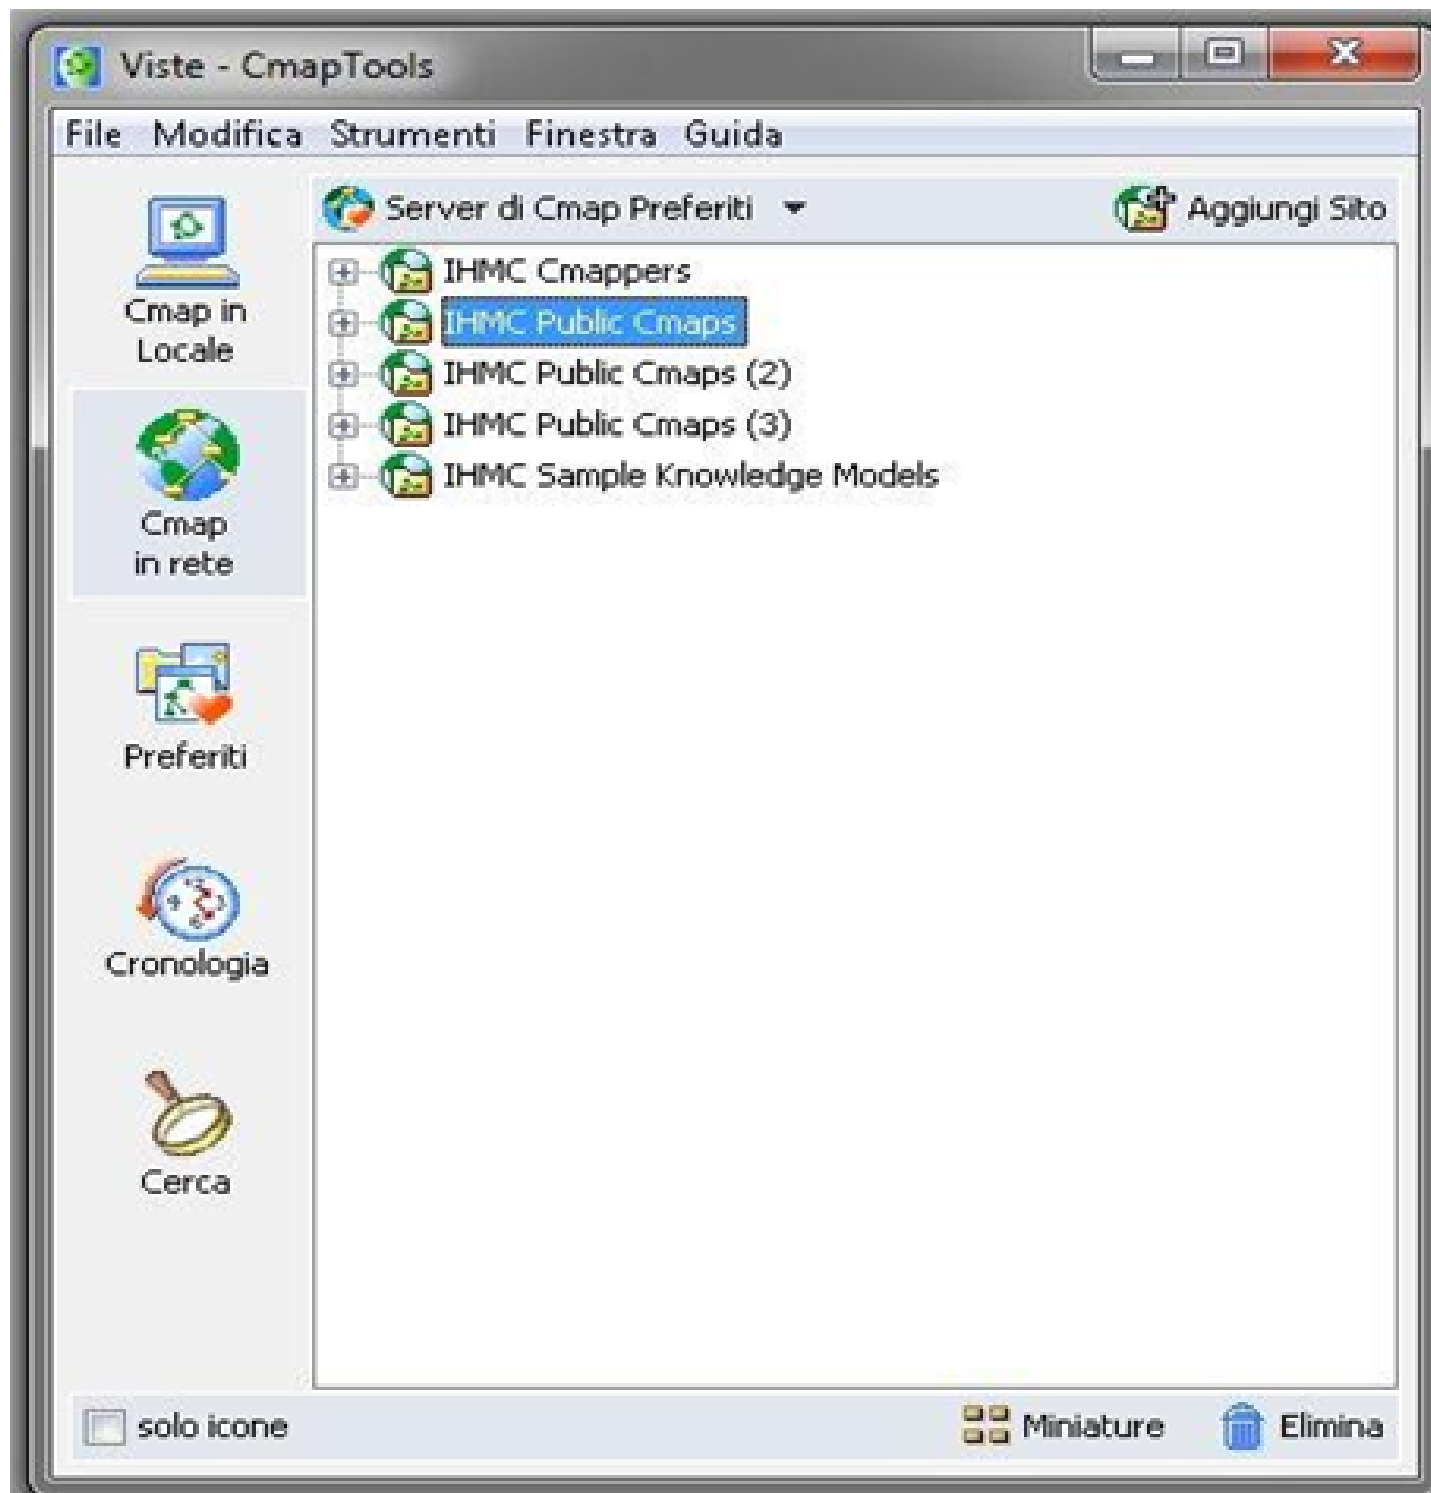 Viste - CmapTools
File Modifica Strumenti Finestra Guida
Server di Cmap Preferiti
Aggiungi Sito
Cmap in
Locale
Cmap
in rete
Preferiti
Cronologia
Cerca
IHMC Cmappers
IHMC Public Cmaps
IHMC Public Cmaps (2)
IHMC Public Cmaps (3)
IHMC Sample Knowledge Models
solo icone
Miniature
Elimina